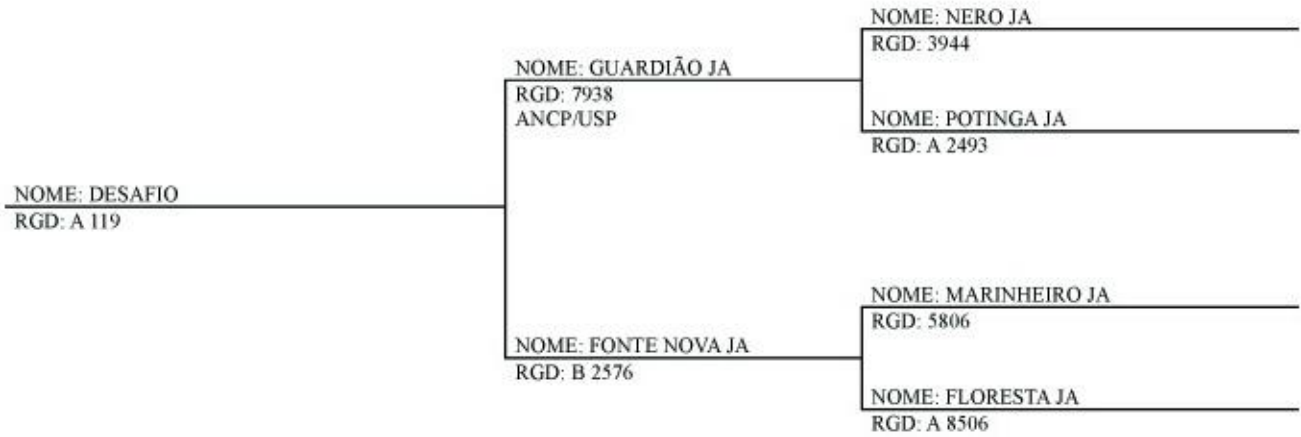 NOME: NERO JA
RGD: 3944
NOME: GUARDIÃO JA
RGD: 7938
ANCP/USP
NOME: POTINGA JA
RGD: A 2493
NOME: DESAFIO
RGD: A 119
NOME: MARINHEIRO JA
RGD: 5806
NOME: FONTE NOVA JA
RGD: B 2576
NOME: FLORESTA JA
RGD: A 8506